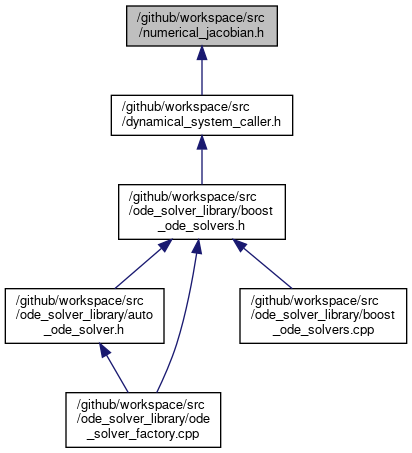 /github/workspace/src
/numerical_jacobian.h
/github/workspace/src
/dynamical_system_caller.h
/github/workspace/src
/ode_solver_library/boost
_ode_solvers.h
/github/workspace/src
/ode_solver_library/auto
_ode_solver.h
/github/workspace/src
/ode_solver_library/boost
_ode_solvers.cpp
/github/workspace/src
/ode_solver_library/ode
_solver_factory.cpp